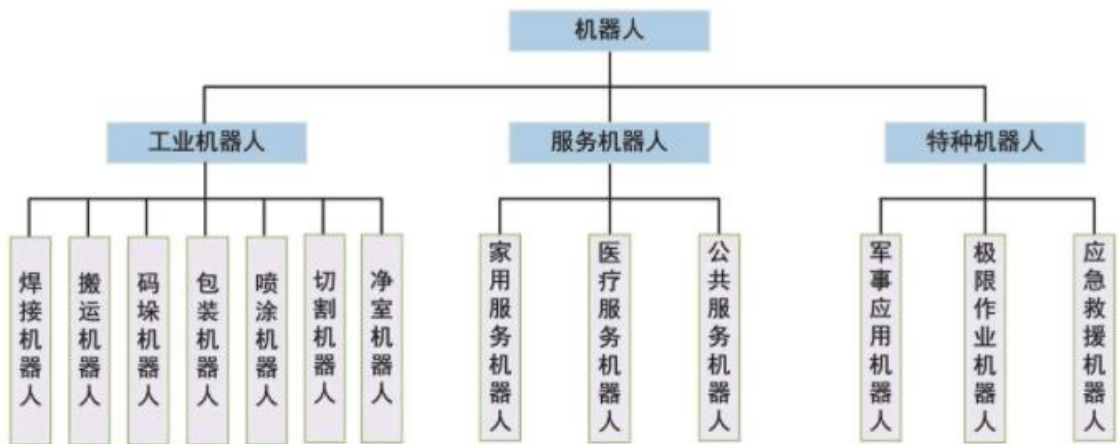 机器人
工业机器人
服务机器人
特种机器人
焊接机器人
搬运机器人
码垛机器人
包装机器人
喷涂机器人
切割机器人
净室机器人
家用服务机器人
医疗服务机器人
公共服务机器人
军事应用机器人
极限作业机器人
应急救援机器人